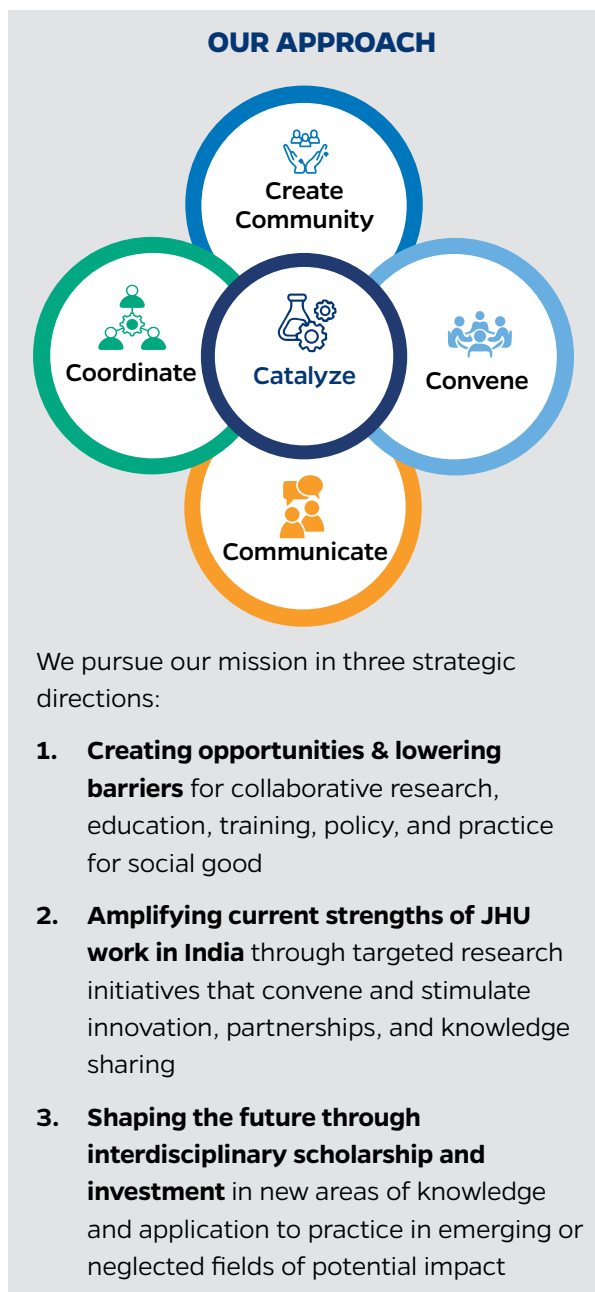 OUR APPROACH
Create
Community
Coordinate
Catalyze
Convene
Communicate
We pursue our mission in three strategic
directions:
1. Creating opportunities & lowering
barriers for collaborative research,
education, training, policy, and practice
for social good
2. Amplifying current strengths of JHU
work in India through targeted research
initiatives that convene and stimulate
innovation, partnerships, and knowledge
sharing
3. Shaping the future through
interdisciplinary scholarship and
investment in new areas of knowledge
and application to practice in emerging or
neglected fields of potential impact